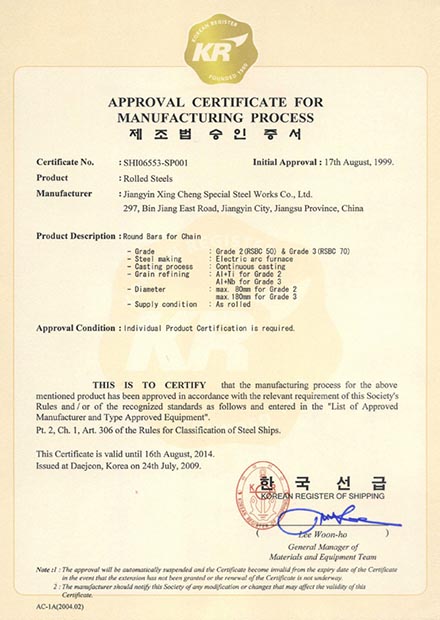 KOREAN REGISTER
KR
FOUNDED 1960
APPROVAL CERTIFICATE FOR
MANUFACTURING PROCESS
제 조 법 승 인 증 서
Certificate No. : SHI06553-SP001 Initial Approval : 17th August, 1999.
Product : Rolled Steels
Manufacturer : Jiangyin Xing Cheng Special Steel Works Co., Ltd.
297, Bin Jiang East Road, Jiangyin City, Jiangsu Province, China
Product Description : Round Bars for Chain
- Grade : Grade 2(RSBC 50) & Grade 3(RSBC 70)
- Steel making : Electric arc furnace
- Casting process : Continuous casting
- Grain refining : Al+Ti for Grade 2
Al+Nb for Grade 3
- Diameter : max. 80mm for Grade 2
max.180mm for Grade 3
- Supply condition : As rolled
Approval Condition : Individual Product Certification is required.
THIS IS TO CERTIFY that the manufacturing process for the above
mentioned product has been approved in accordance with the relevant requirement of this Society's
Rules and / or of the recognized standards as follows and entered in the "List of Approved
Manufacturer and Type Approved Equipment".
Pt. 2, Ch. 1, Art. 306 of the Rules for Classification of Steel Ships.
This Certificate is valid until 16th August, 2014.
Issued at Daejeon, Korea on 24th July, 2009.
한 국 선 급
KOREAN REGISTER OF SHIPPING
( Lee Woon-ho )
General Manager of
Materials and Equipment Team
Note :1 : The approval will be automatically suspended and the Certificate become invalid from the expiry date of the Certificate
in the event that the extension has not been granted or the renewal of the Certificate is not underway.
2 : The manufacturer should notify this Society of any modification or changes that may affect the validity of this
Certificate.
AC-1A(2004.02)